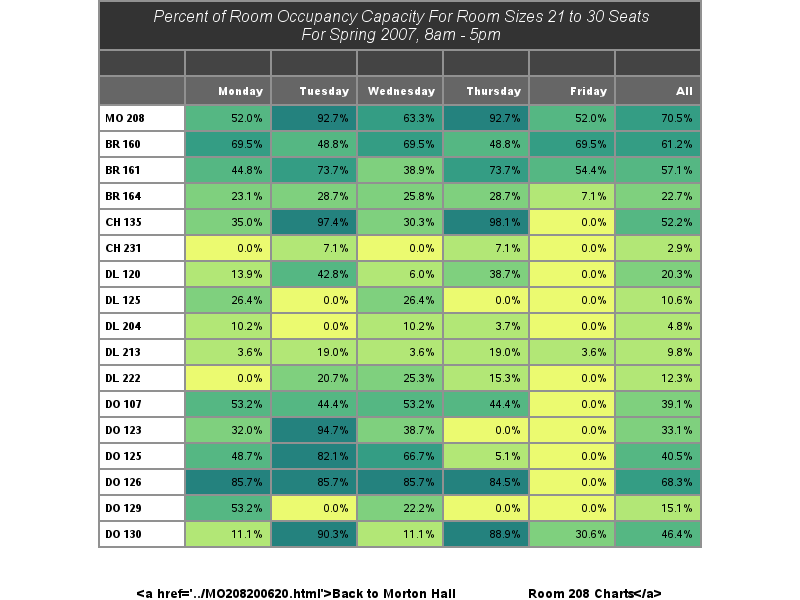 Percent of Room Occupancy Capacity For Room Sizes 21 to 30 Seats
For Spring 2007, 8am - 5pm
Monday Tuesday Wednesday Thursday Friday All
MO 208 52.0% 92.7% 63.3% 92.7% 52.0% 70.5%
BR 160 69.5% 48.8% 69.5% 48.8% 69.5% 61.2%
BR 161 44.8% 73.7% 38.9% 73.7% 54.4% 57.1%
BR 164 23.1% 28.7% 25.8% 28.7% 7.1% 22.7%
CH 135 35.0% 97.4% 30.3% 98.1% 0.0% 52.2%
CH 231 0.0% 7.1% 0.0% 7.1% 0.0% 2.9%
DL 120 13.9% 42.8% 6.0% 38.7% 0.0% 20.3%
DL 125 26.4% 0.0% 26.4% 0.0% 0.0% 10.6%
DL 204 10.2% 0.0% 10.2% 3.7% 0.0% 4.8%
DL 213 3.6% 19.0% 3.6% 19.0% 3.6% 9.8%
DL 222 0.0% 20.7% 25.3% 15.3% 0.0% 12.3%
DO 107 53.2% 44.4% 53.2% 44.4% 0.0% 39.1%
DO 123 32.0% 94.7% 38.7% 0.0% 0.0% 33.1%
DO 125 48.7% 82.1% 66.7% 5.1% 0.0% 40.5%
DO 126 85.7% 85.7% 85.7% 84.5% 0.0% 68.3%
DO 129 53.2% 0.0% 22.2% 0.0% 0.0% 15.1%
DO 130 11.1% 90.3% 11.1% 88.9% 30.6% 46.4%
<a href='../MO208200620.html'>Back to Morton Hall Room 208 Charts</a>